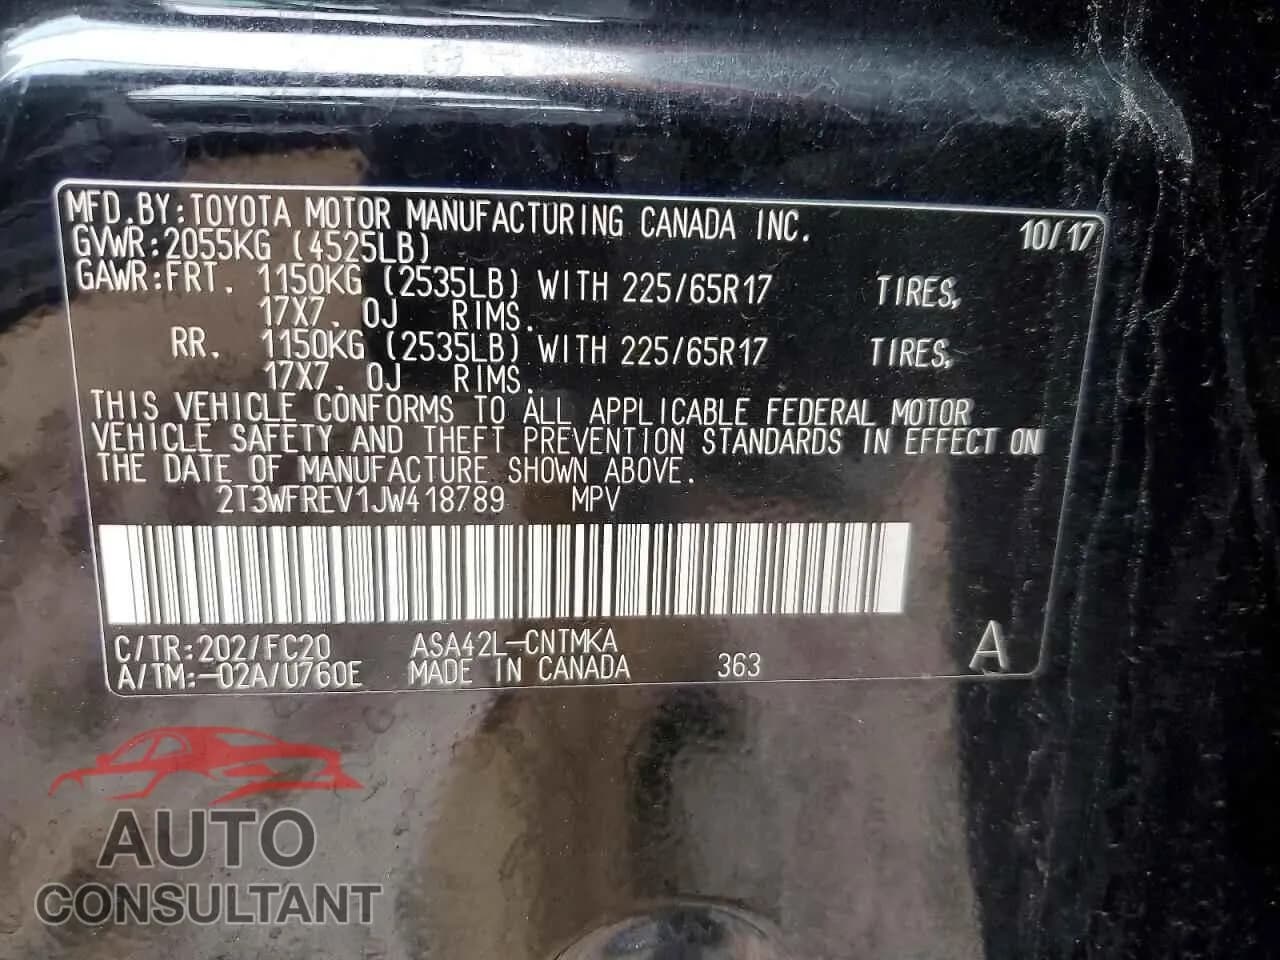 MFD.BY:TOYOTA MOTOR MANUFACTURING CANADA INC. 10/17
GVWR:2055KG (4525LB)
GAWR:FRT. 1150KG (2535LB) WITH 225/65R17 TIRES,
17X7.0J RIMS.
RR. 1150KG (2535LB) WITH 225/65R17 TIRES,
17X7.0J RIMS.
THIS VEHICLE CONFORMS TO ALL APPLICABLE FEDERAL MOTOR
VEHICLE SAFETY AND THEFT PREVENTION STANDARDS IN EFFECT ON
THE DATE OF MANUFACTURE SHOWN ABOVE.
2T3WFREV1JW418789 MPV
C/TR:202/FC20 ASA42L-CNTMKA A
A/TM:-02A/U760E MADE IN CANADA 363
AUTO
CONSULTANT